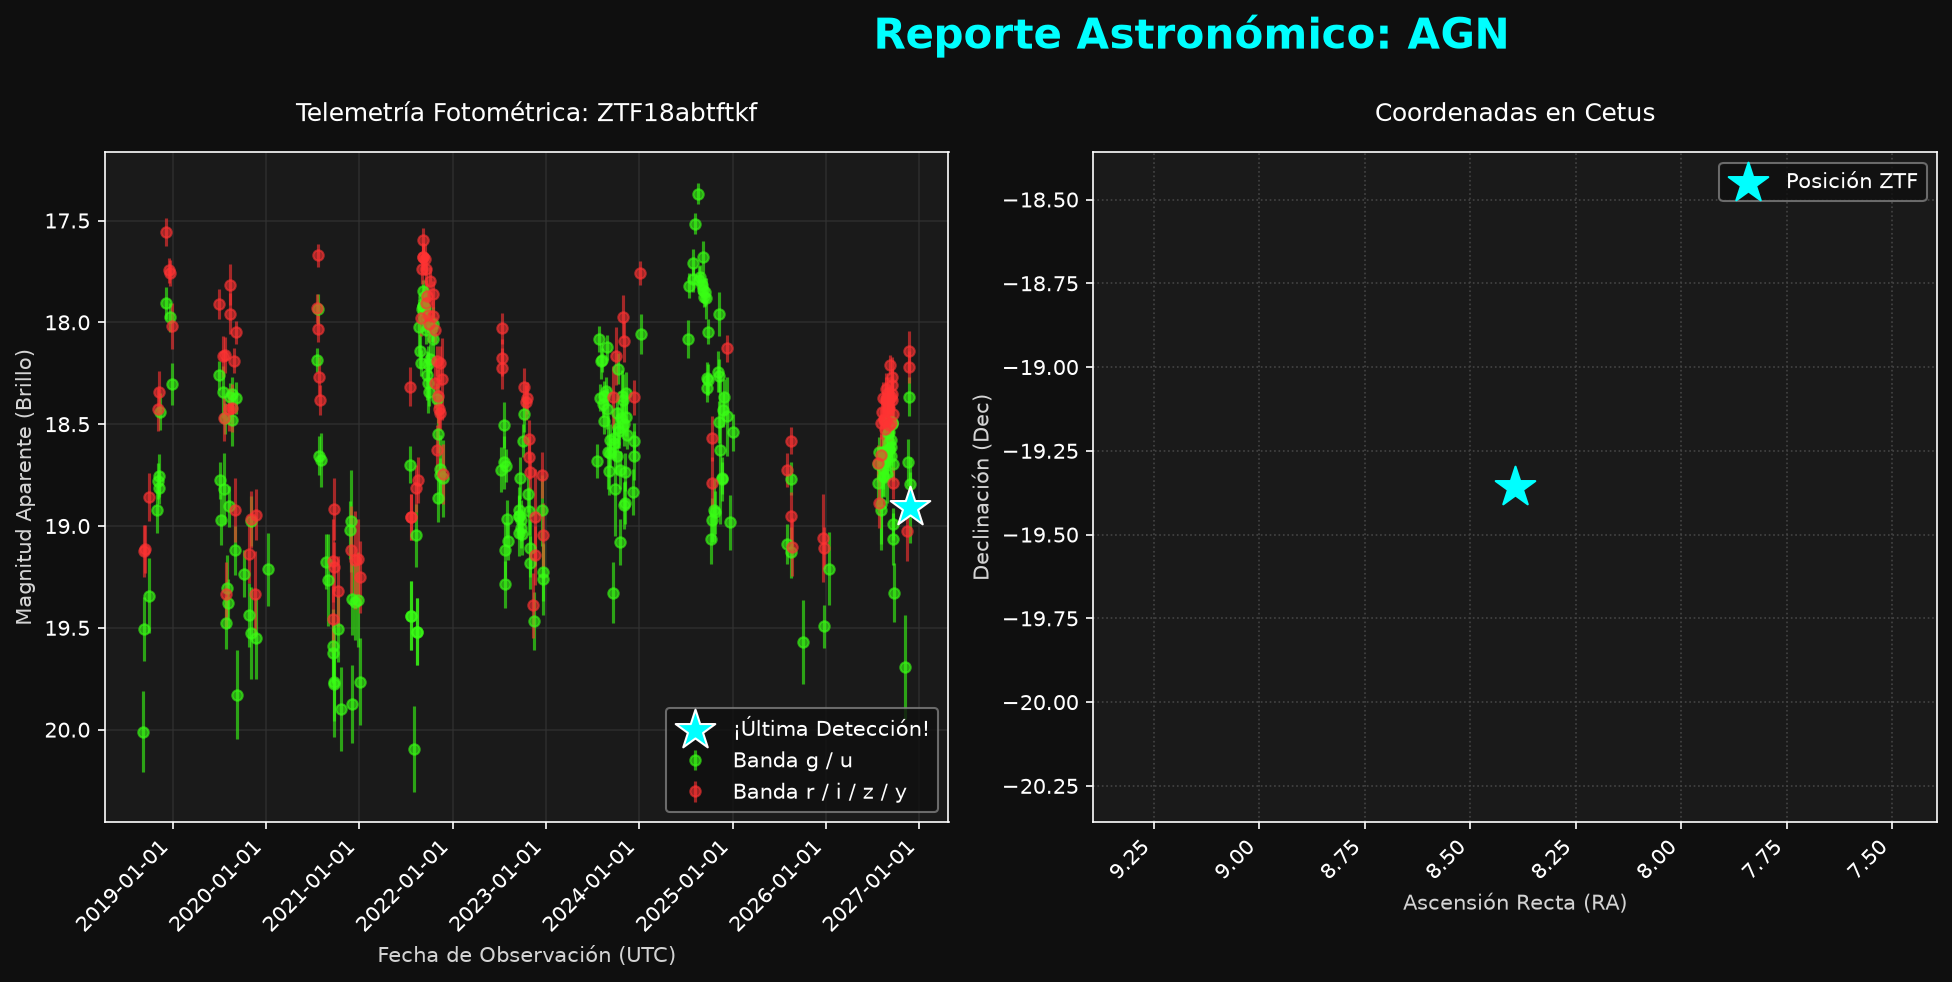 Reporte Astronómico: AGN
Telemetría Fotométrica: ZTF18abtftkf
Magnitud Aparente (Brillo)
17.5
18.0
18.5
19.0
19.5
20.0
¡Última Detección!
Banda g / u
Banda r / i / z / y
2019-01-01
2020-01-01
2021-01-01
2022-01-01
2023-01-01
2024-01-01
2025-01-01
2026-01-01
2027-01-01
Fecha de Observación (UTC)
Coordenadas en Cetus
Declinación (Dec)
−18.50
−18.75
−19.00
−19.25
−19.50
−19.75
−20.00
−20.25
Posición ZTF
9.25
9.00
8.75
8.50
8.25
8.00
7.75
7.50
Ascensión Recta (RA)